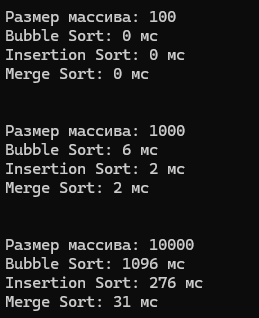 Размер массива: 100
Bubble Sort: 0 мс
Insertion Sort: 0 мс
Merge Sort: 0 мс
Размер массива: 1000
Bubble Sort: 6 мс
Insertion Sort: 2 мс
Merge Sort: 2 мс
Размер массива: 10000
Bubble Sort: 1096 мс
Insertion Sort: 276 мс
Merge Sort: 31 мс